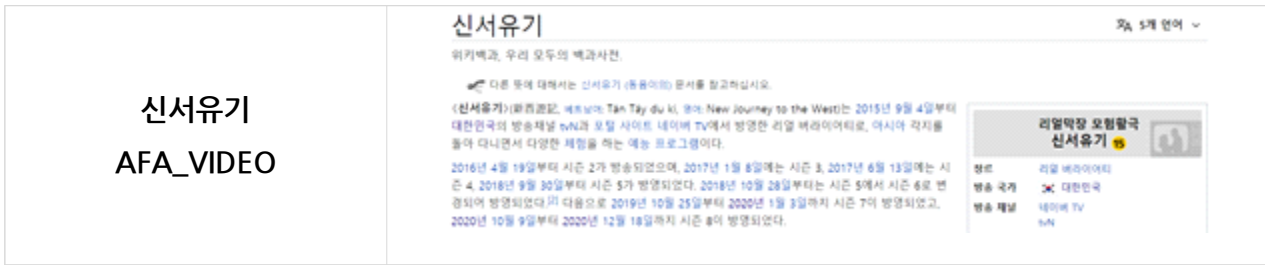 신서유기
AFA_VIDEO
신서유기
5개 언어
위키백과, 우리 모두의 백과사전.
다른 뜻에 대해서는 신서유기 (동음이의) 문서를 참고하십시오.
《신서유기》(新西遊記, 베트남어: Tân Tây du kí, 영어: New Journey to the West)는 2015년 9월 4일부터
대한민국의 방송채널 tvN과 포털 사이트 네이버 TV에서 방영한 리얼 버라이어티로, 아시아 각지를
돌아 다니면서 다양한 체험을 하는 예능 프로그램이다.
2016년 4월 19일부터 시즌 2가 방송되었으며, 2017년 1월 8일에는 시즌 3, 2017년 6월 13일에는 시
즌 4, 2018년 9월 30일부터 시즌 5가 방영되었다. 2018년 10월 28일부터는 시즌 5에서 시즌 6로 변
경되어 방영되었다.[2] 다음으로 2019년 10월 25일부터 2020년 1월 3일까지 시즌 7이 방영되었고,
2020년 10월 9일부터 2020년 12월 18일까지 시즌 8이 방영되었다.
리얼막장 모험활극
신서유기 15
장르 리얼 버라이어티
방송 국가 대한민국
방송 채널 네이버 TV
tvN